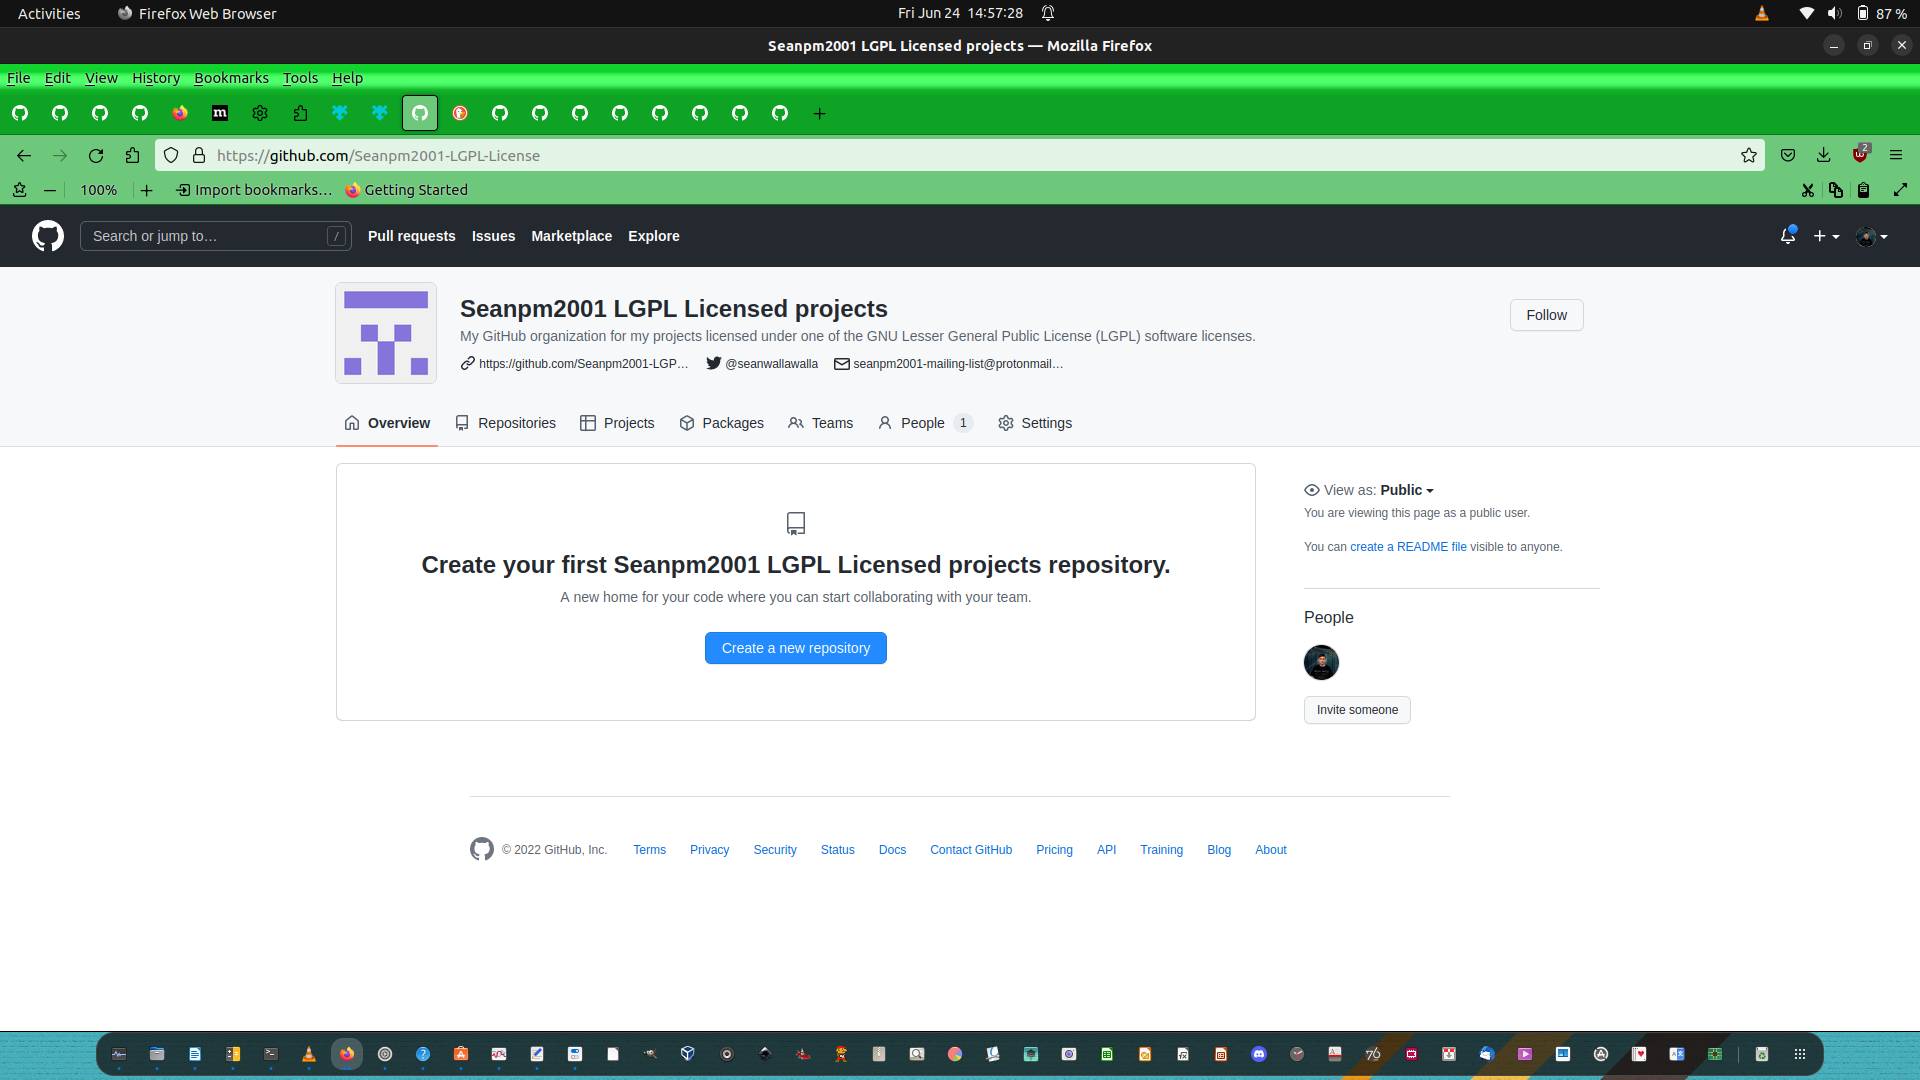 Activities Firefox Web Browser Fri Jun 24 14:57:28 87 %
Seanpm2001 LGPL Licensed projects — Mozilla Firefox
File Edit View History Bookmarks Tools Help
https://github.com/Seanpm2001-LGPL-License 2
100% Import bookmarks… Getting Started
Search or jump to… / Pull requests Issues Marketplace Explore
Seanpm2001 LGPL Licensed projects
Follow
My GitHub organization for my projects licensed under one of the GNU Lesser General Public License (LGPL) software licenses.
https://github.com/Seanpm2001-LGP… @seanwallawalla seanpm2001-mailing-list@protonmail…
Overview Repositories Projects Packages Teams People 1 Settings
View as: Public
You are viewing this page as a public user.
You can create a README file visible to anyone.
Create your first Seanpm2001 LGPL Licensed projects repository.
A new home for your code where you can start collaborating with your team.
Create a new repository
People
Invite someone
© 2022 GitHub, Inc. Terms Privacy Security Status Docs Contact GitHub Pricing API Training Blog About